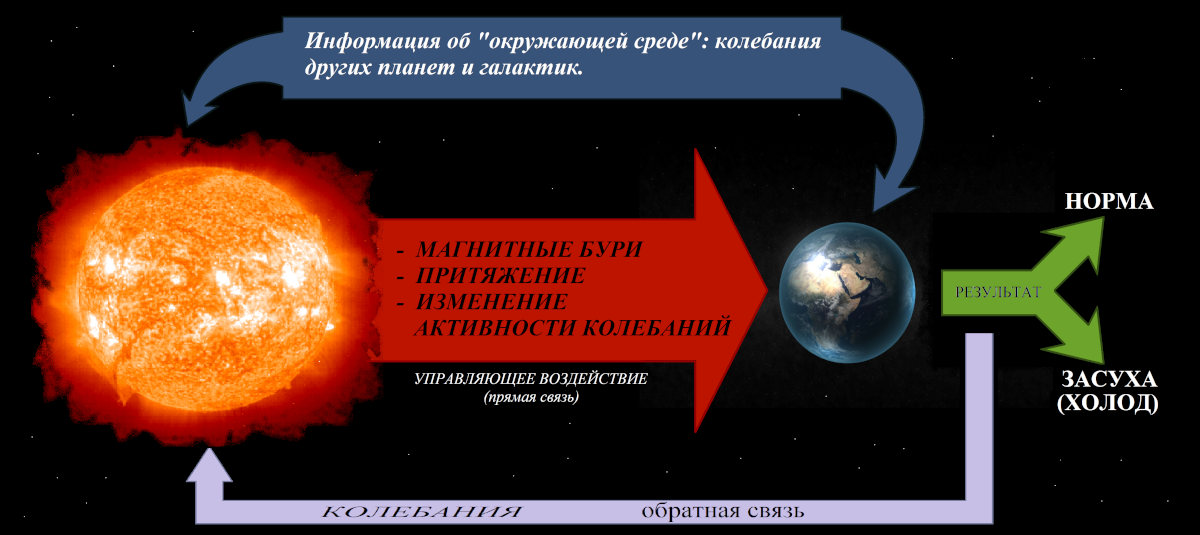 Информация об "окружающей среде": колебания
других планет и галактик.
- МАГНИТНЫЕ БУРИ
- ПРИТЯЖЕНИЕ
- ИЗМЕНЕНИЕ
АКТИВНОСТИ КОЛЕБАНИЙ
УПРАВЛЯЮЩЕЕ ВОЗДЕЙСТВИЕ
(прямая связь)
НОРМА
РЕЗУЛЬТАТ
ЗАСУХА
(ХОЛОД)
КОЛЕБАНИЯ обратная связь